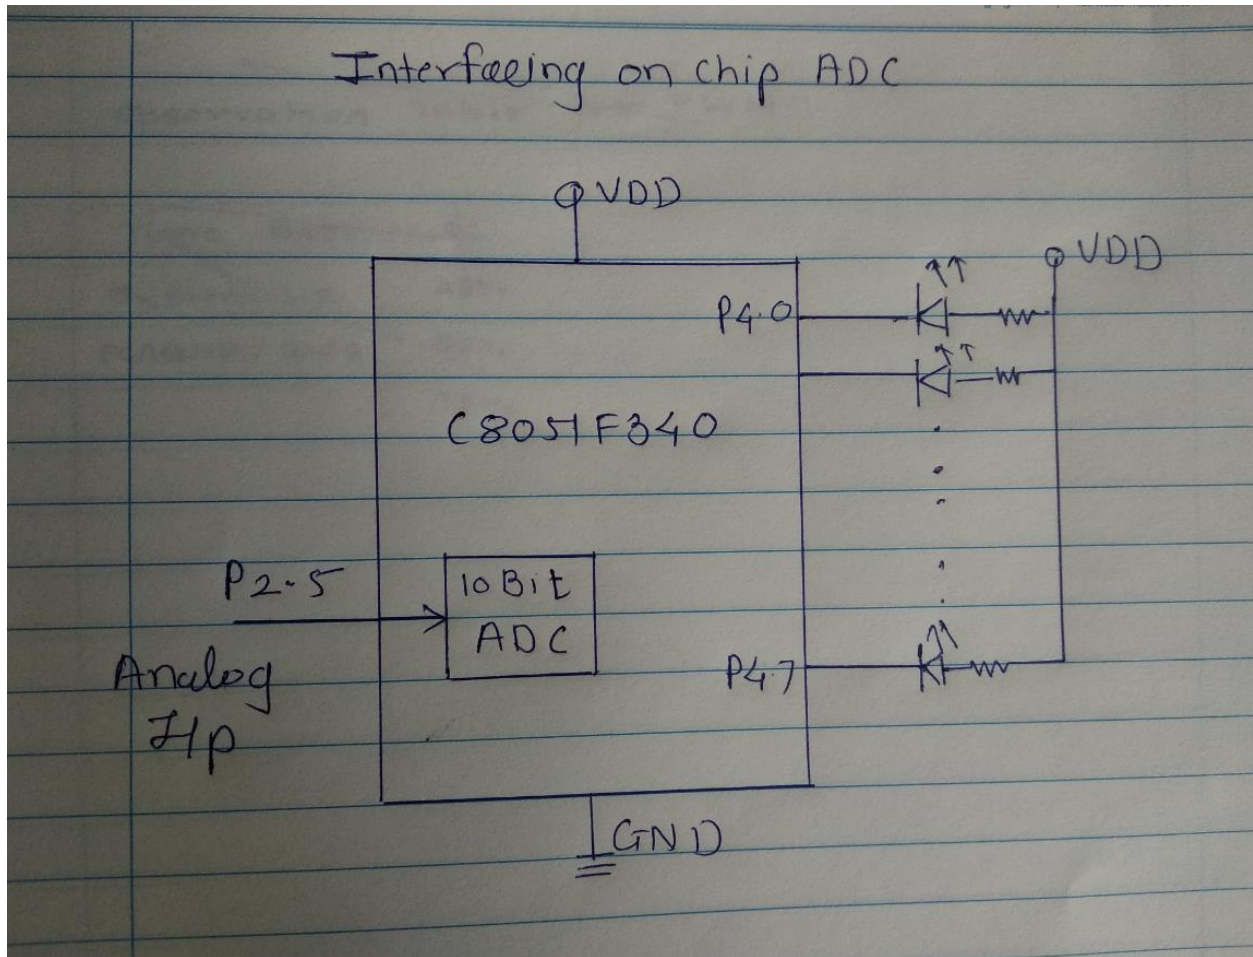 Interfacing on chip ADC
VDD
VDD
P4.0
C8051F340
P2.5
10 Bit
ADC
Analog
I/p
P4.7
GND